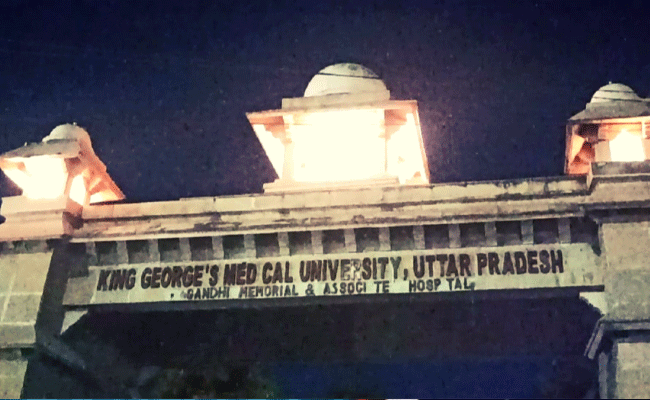 KING GEORGE'S MED CAL UNIVERSITY, UTTAR PRADESH
GANDHI MEMORIAL & ASSOCI TE HOSP TAL